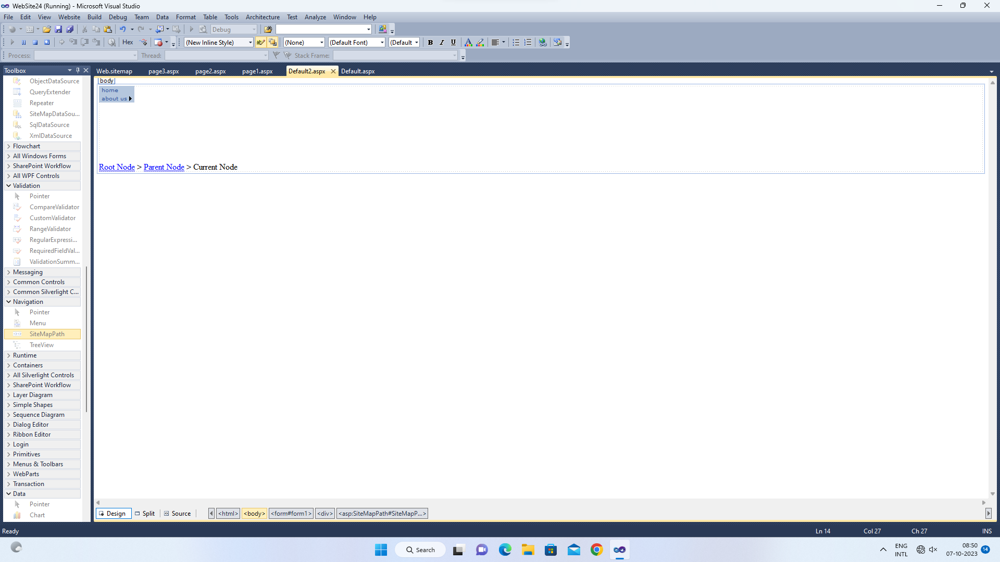 WebSite24 (Running) - Microsoft Visual Studio
File Edit View Website Build Debug Team Data Format Table Tools Architecture Test Analyze Window Help
Debug
Hex (New Inline Style) (None) (Default Font) (Default B I U
Process: Thread: Stack Frame:
Toolbox
Web.sitemap page3.aspx page2.aspx page1.aspx Default2.aspx Default.aspx
ObjectDataSource
QueryExtender
Repeater
SiteMapDataSou...
SqlDataSource
XmlDataSource
Flowchart
All Windows Forms
SharePoint Workflow
All WPF Controls
Validation
Pointer
CompareValidator
CustomValidator
RangeValidator
RegularExpressi...
RequiredFieldVal...
ValidationSumm...
Messaging
Common Controls
Common Silverlight C...
Navigation
Pointer
Menu
SiteMapPath
TreeView
Runtime
Containers
All Silverlight Controls
SharePoint Workflow
Layer Diagram
Simple Shapes
Sequence Diagram
Dialog Editor
Ribbon Editor
Login
Primitives
Menus & Toolbars
WebParts
Transaction
Data
Pointer
Chart
body
home
about us
Root Node > Parent Node > Current Node
Design Split Source <html> <body> <form#form1> <div> <asp:SiteMapPath#SiteMapP...>
Ready Ln 14 Col 27 Ch 27 INS
Search
ENG
INTL
08:50
07-10-2023
14